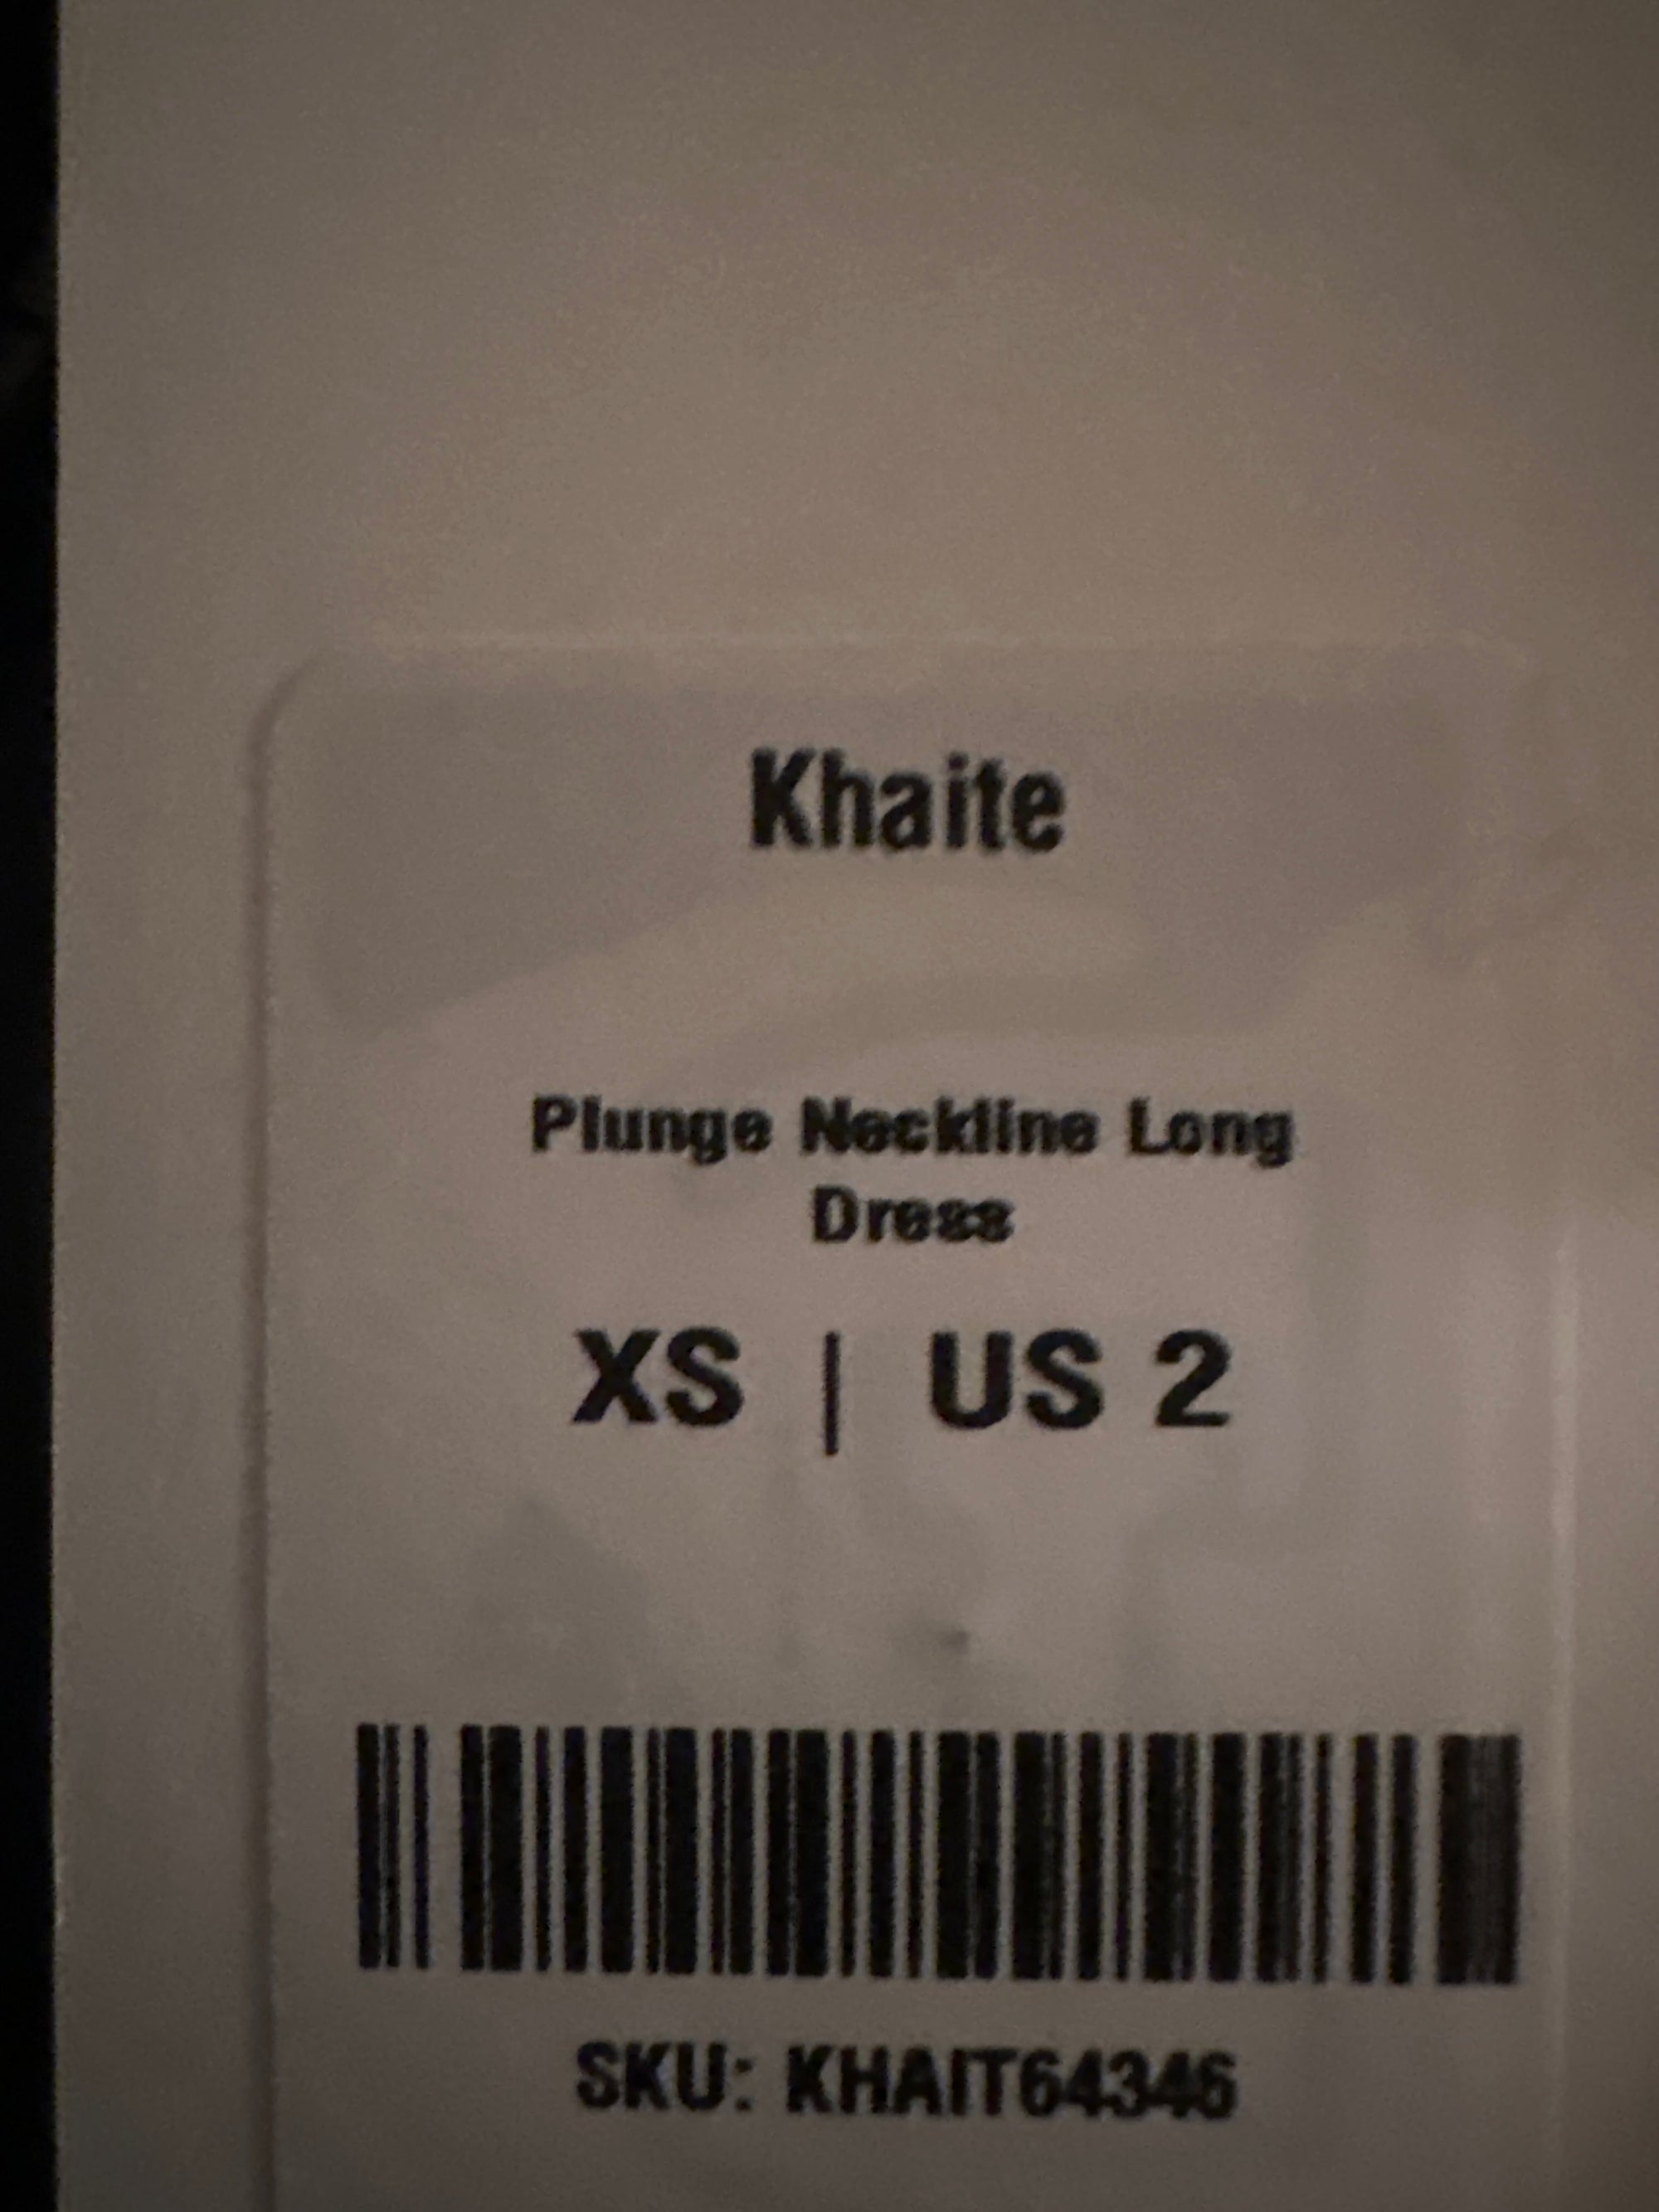 Khaite
Plunge Neckline Long
Dress
XS | US 2
SKU: KHAIT64346